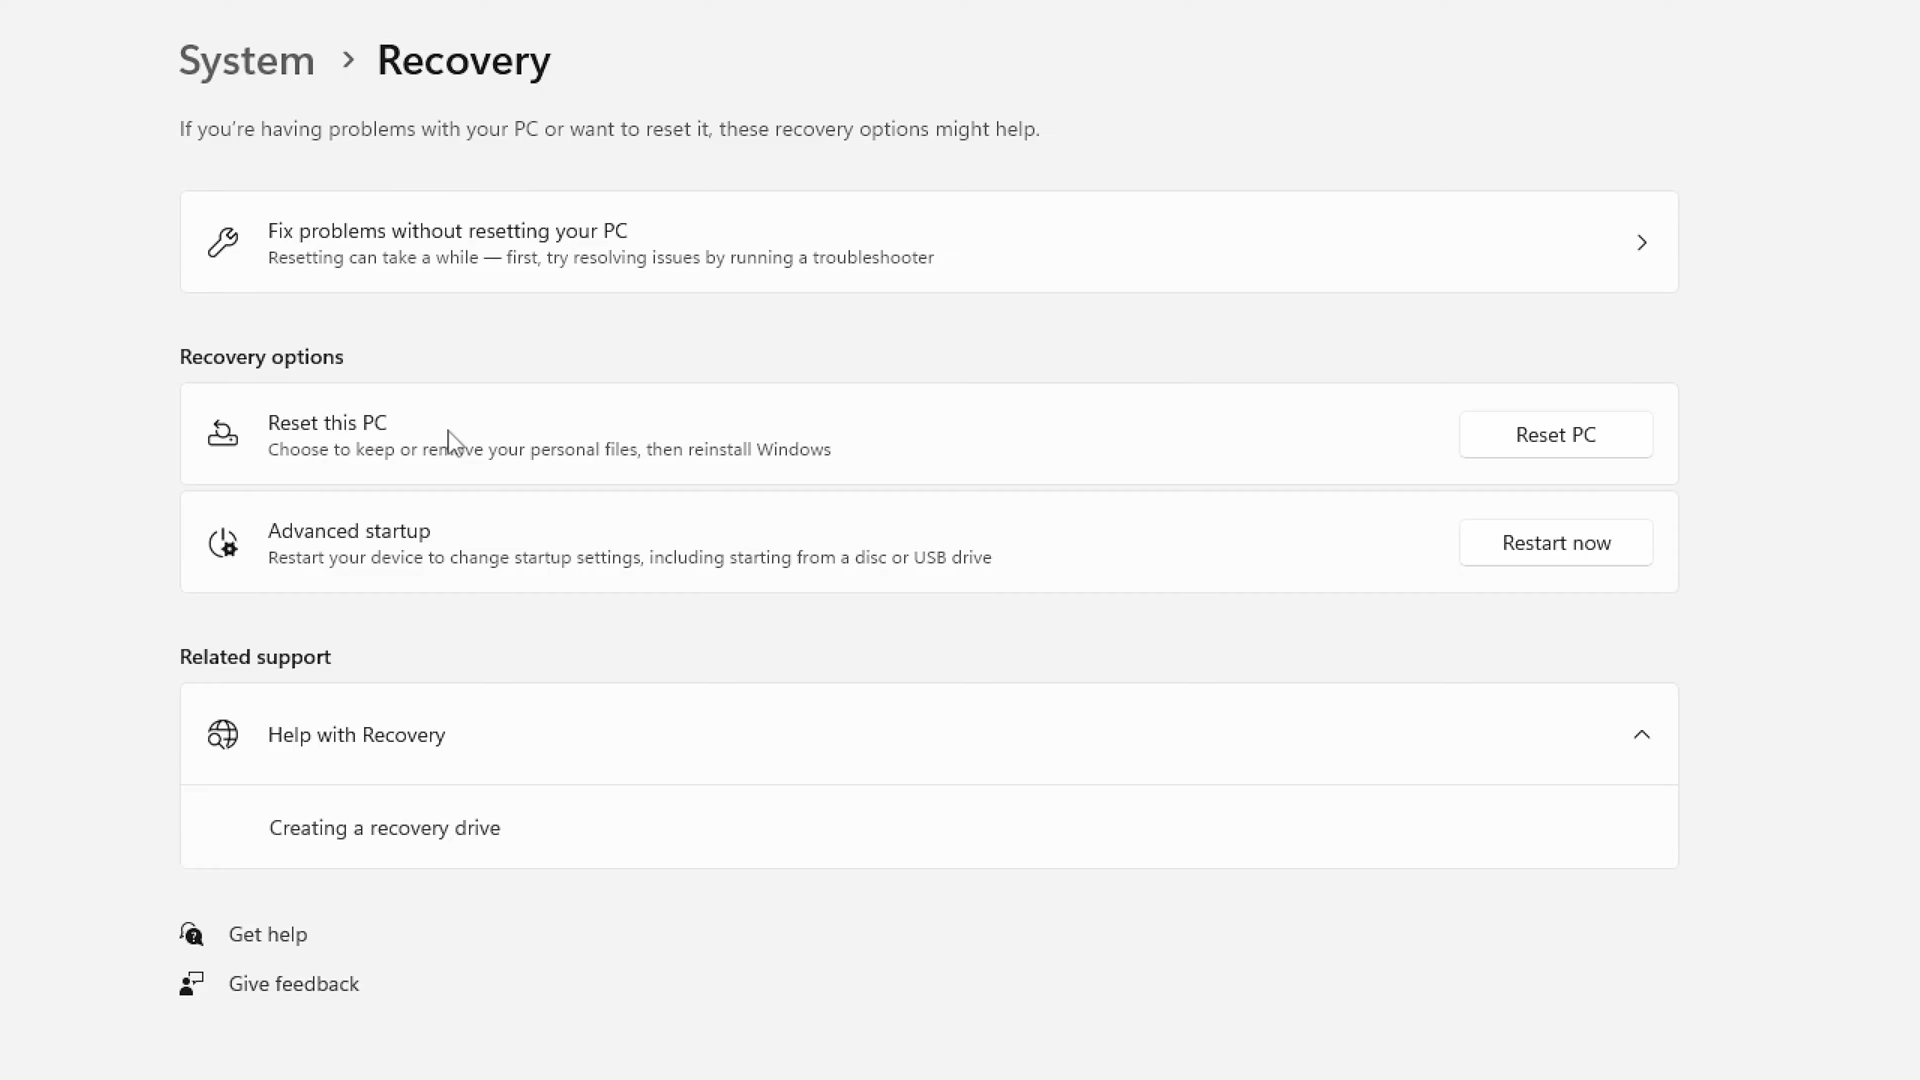 System > Recovery
If you're having problems with your PC or want to reset it, these recovery options might help.
Fix problems without resetting your PC
Resetting can take a while — first, try resolving issues by running a troubleshooter
Recovery options
Reset this PC
Choose to keep or remove your personal files, then reinstall Windows
Reset PC
Advanced startup
Restart your device to change startup settings, including starting from a disc or USB drive
Restart now
Related support
Help with Recovery
Creating a recovery drive
Get help
Give feedback